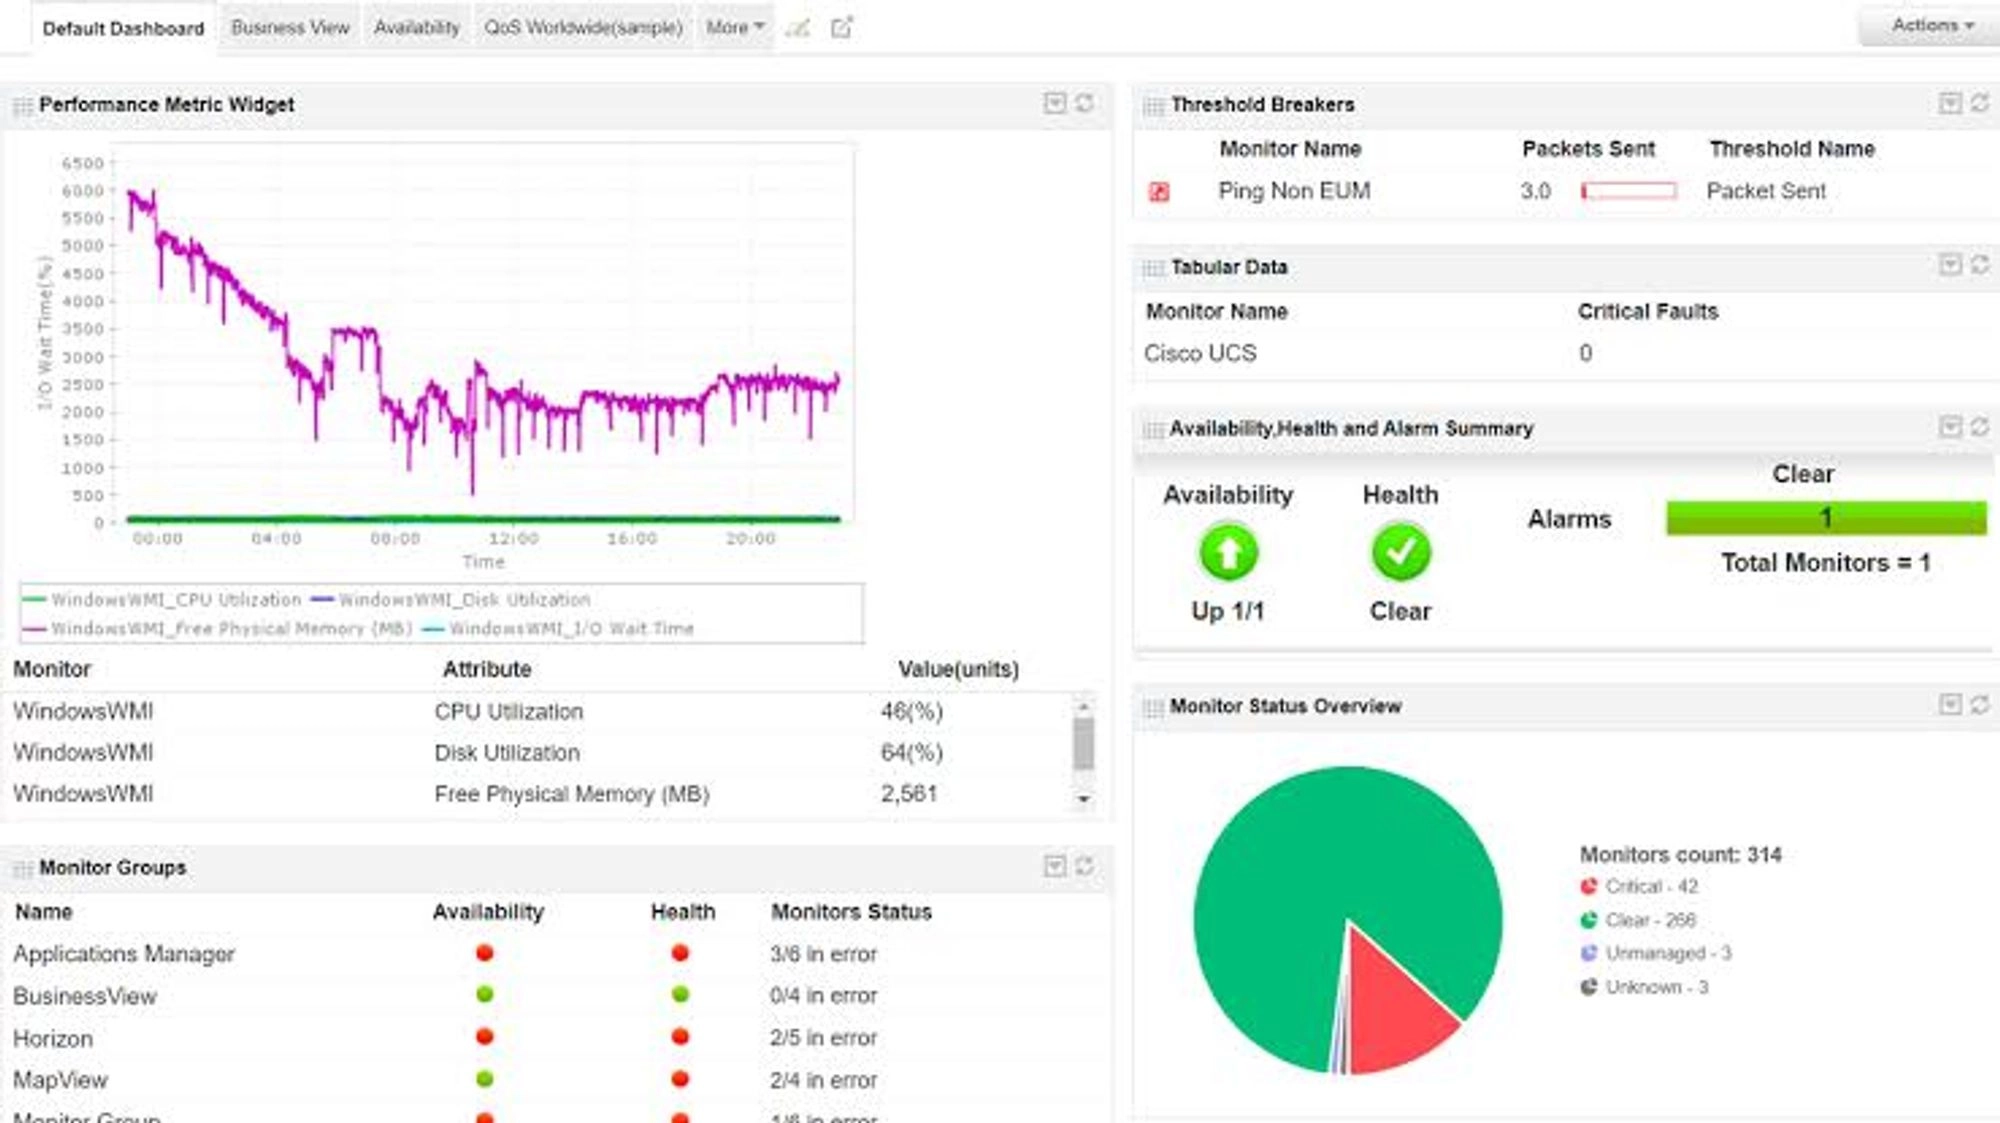 Default Dashboard Business View Availability QoS Worldwide(sample) More Actions
Performance Metric Widget
6500
6000
5500
5000
4500
4000
3500
3000
2500
2000
1500
1000
500
0
I/O Wait Time(%)
00:00 04:00 08:00 12:00 16:00 20:00
Time
WindowsWMI_CPU Utilization WindowsWMI_Disk Utilization
WindowsWMI_Free Physical Memory (MB) WindowsWMI_I/O Wait Time
Monitor Attribute Value(units)
WindowsWMI CPU Utilization 46(%)
WindowsWMI Disk Utilization 64(%)
WindowsWMI Free Physical Memory (MB) 2,561
Monitor Groups
Name Availability Health Monitors Status
Applications Manager 3/6 in error
BusinessView 0/4 in error
Horizon 2/5 in error
MapView 2/4 in error
Monitor Group 1/6 in error
Threshold Breakers
Monitor Name Packets Sent Threshold Name
Ping Non EUM 3.0 Packet Sent
Tabular Data
Monitor Name Critical Faults
Cisco UCS 0
Availability,Health and Alarm Summary
Availability Health
Up 1/1 Clear
Clear
Alarms 1
Total Monitors = 1
Monitor Status Overview
Monitors count: 314
Critical - 42
Clear - 266
Unmanaged - 3
Unknown - 3